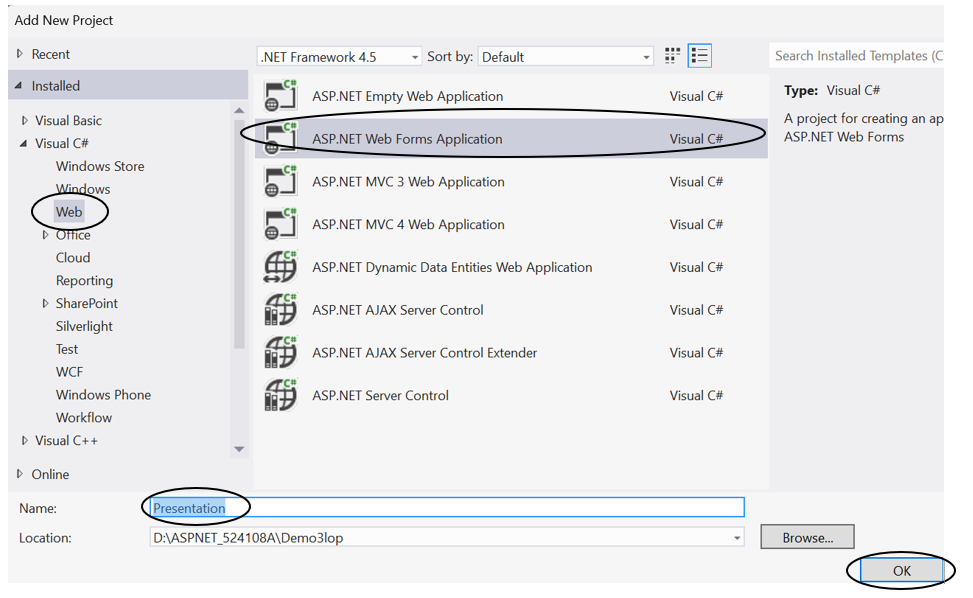 Add New Project
Recent
Installed
Visual Basic
Visual C#
Windows Store
Windows
Web
Office
Cloud
Reporting
SharePoint
Silverlight
Test
WCF
Windows Phone
Workflow
Visual C++
Online
.NET Framework 4.5 Sort by: Default
ASP.NET Empty Web Application Visual C#
ASP.NET Web Forms Application Visual C#
ASP.NET MVC 3 Web Application Visual C#
ASP.NET MVC 4 Web Application Visual C#
ASP.NET Dynamic Data Entities Web Application Visual C#
ASP.NET AJAX Server Control Visual C#
ASP.NET AJAX Server Control Extender Visual C#
ASP.NET Server Control Visual C#
Search Installed Templates (C
Type: Visual C#
A project for creating an ap
ASP.NET Web Forms
Name: Presentation
Location: D:\ASPNET_524108A\Demo3lop Browse...
OK